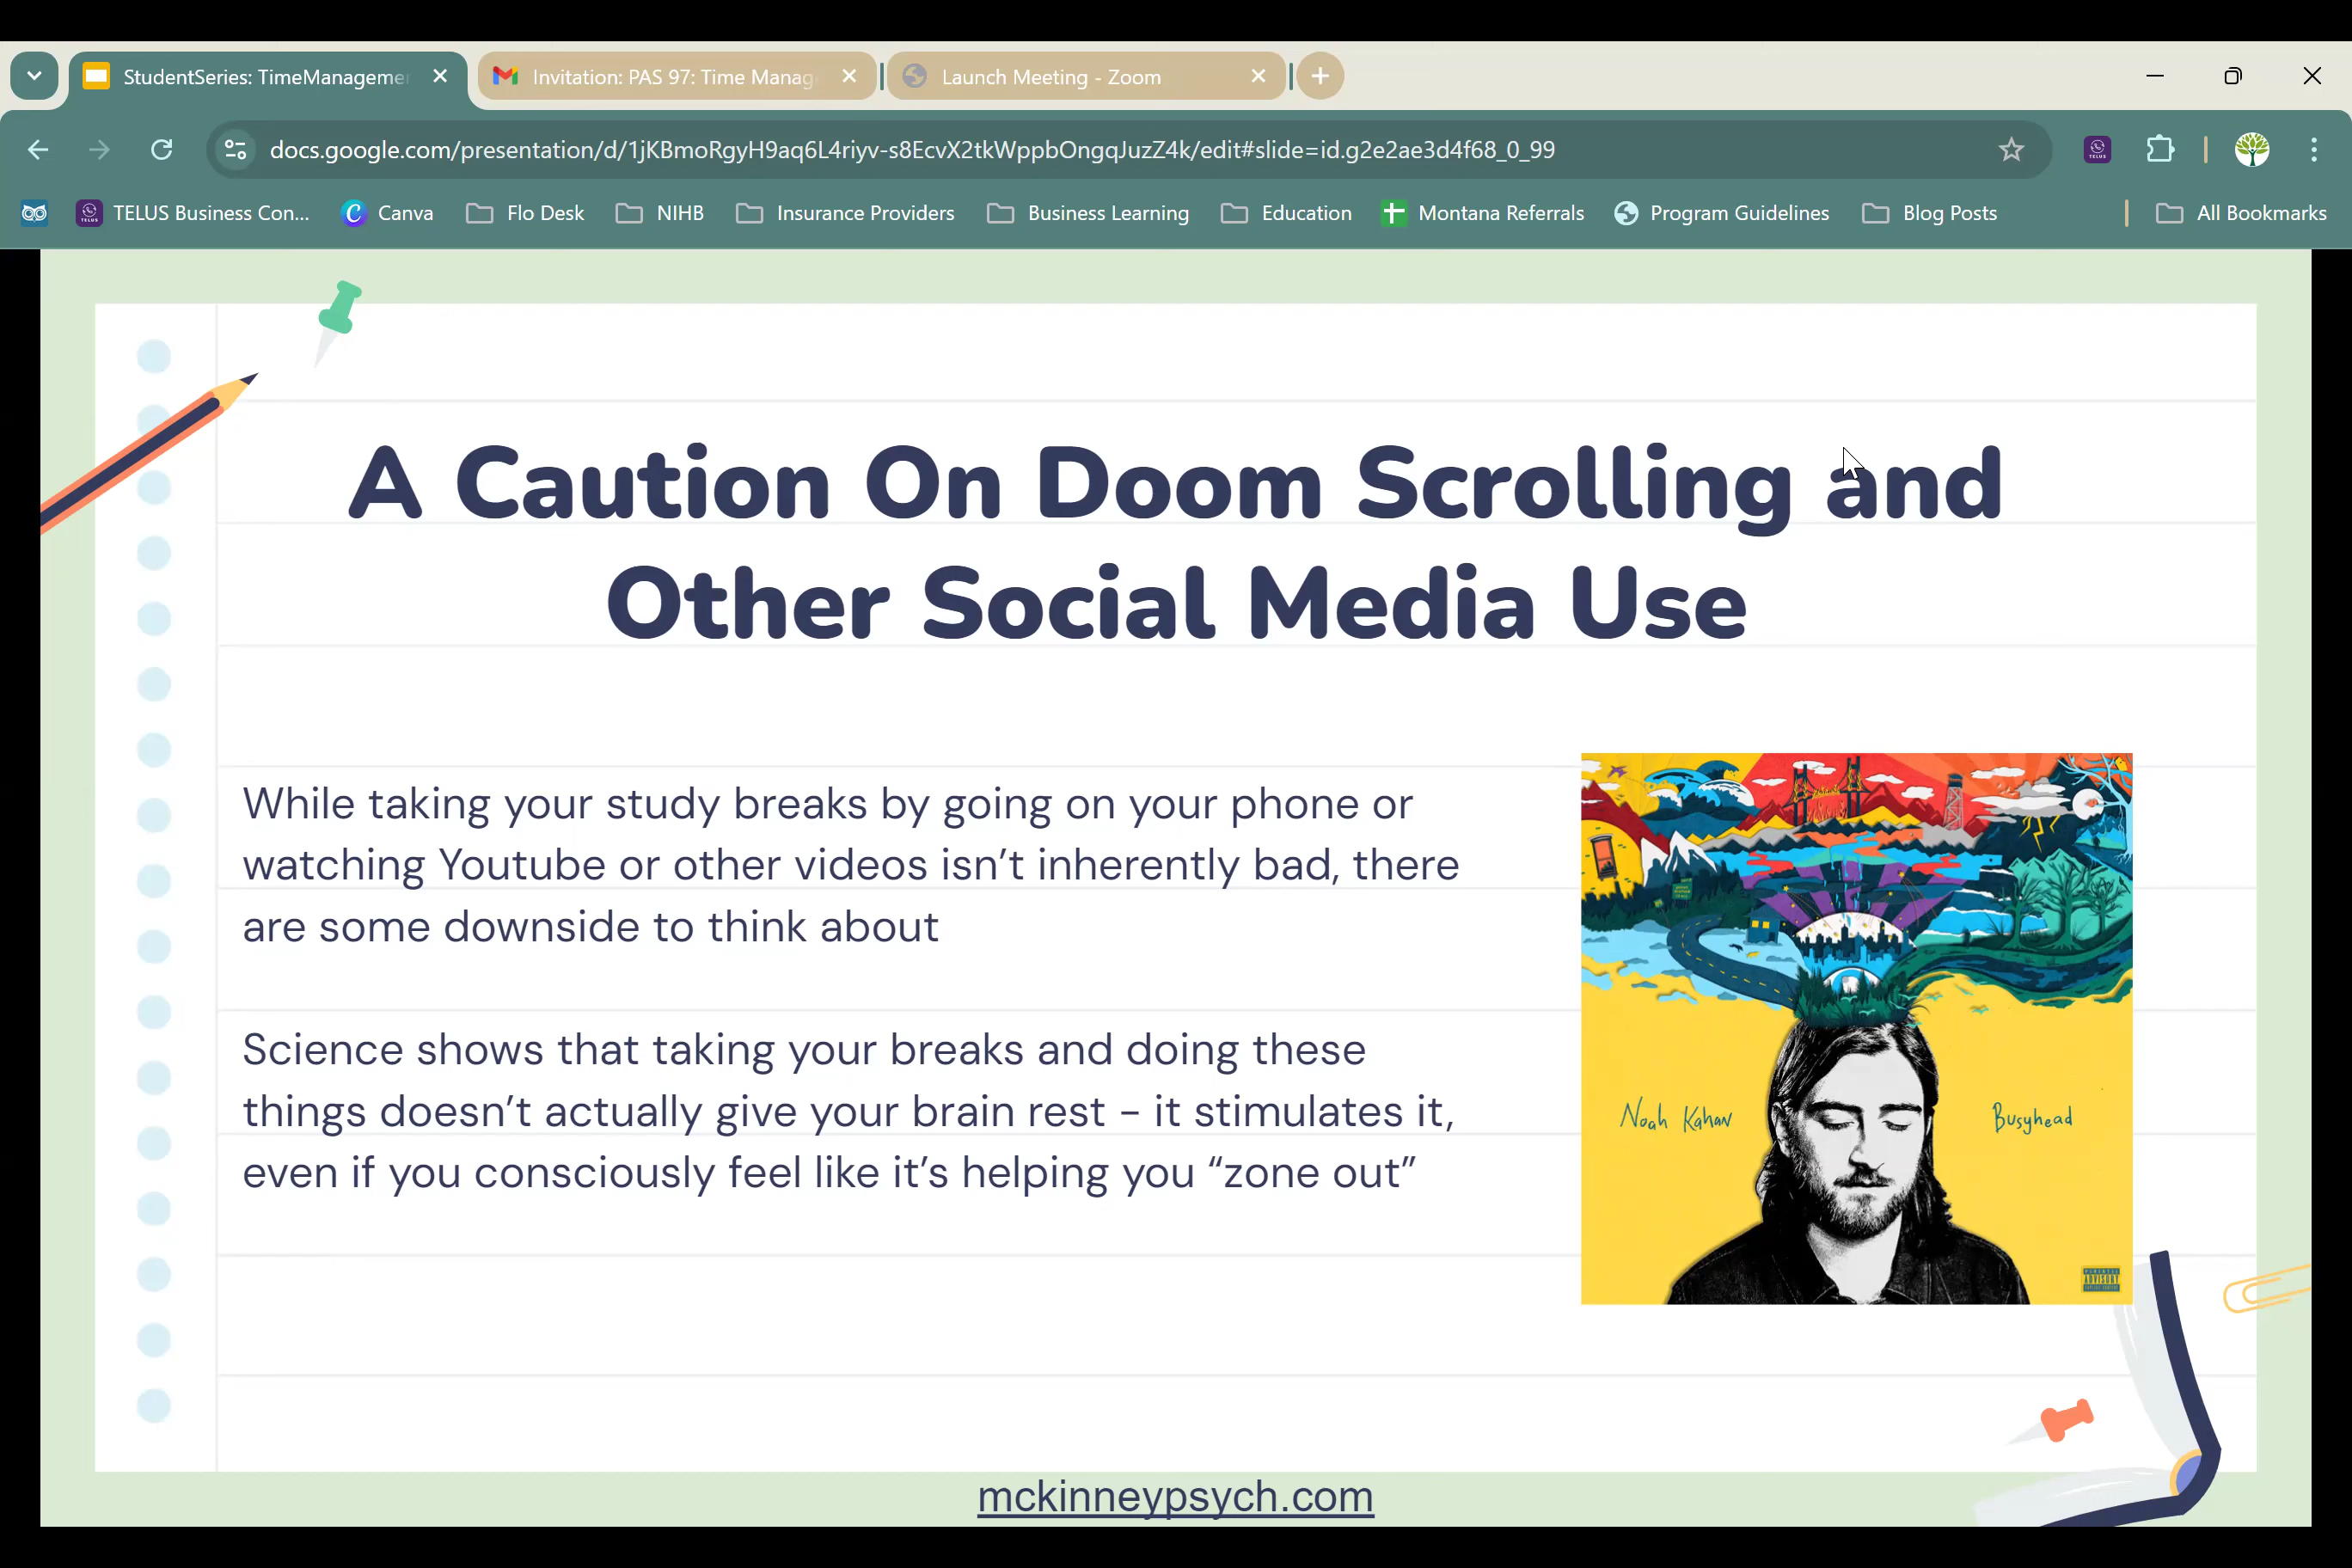 StudentSeries: TimeManagemen
Invitation: PAS 97: Time Manag
Launch Meeting - Zoom
docs.google.com/presentation/d/1jKBmoRgyH9aq6L4riyv-s8EcvX2tkWppbOngqJuzZ4k/edit#slide=id.g2e2ae3d4f68_0_99
TELUS
TELUS Business Con...
Canva
Flo Desk
NIHB
Insurance Providers
Business Learning
Education
Montana Referrals
Program Guidelines
Blog Posts
All Bookmarks
A Caution On Doom Scrolling and
Other Social Media Use
While taking your study breaks by going on your phone or
watching Youtube or other videos isn’t inherently bad, there
are some downside to think about
Science shows that taking your breaks and doing these
things doesn’t actually give your brain rest - it stimulates it,
even if you consciously feel like it’s helping you “zone out”
Noah Kahan
Busyhead
PARENTAL
ADVISORY
mckinneypsych.com